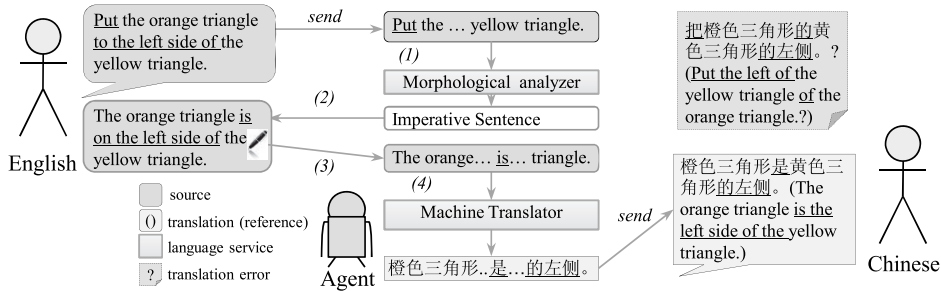 Put the orange triangle
to the left side of the
yellow triangle.
send
Put the … yellow triangle.
(1)
Morphological analyzer
(2)
Imperative Sentence
The orange triangle is
on the left side of the
yellow triangle.
English
(3)
The orange… is… triangle.
(4)
Machine Translator
send
橙色三角形..是…的左侧。
Agent
source
() translation (reference)
language service
? translation error
把橙色三角形的黄
色三角形的左侧。?
(Put the left of the
yellow triangle of the
orange triangle.?)
橙色三角形是黄色三
角形的左侧。(The
orange triangle is the
left side of the yellow
triangle.)
Chinese